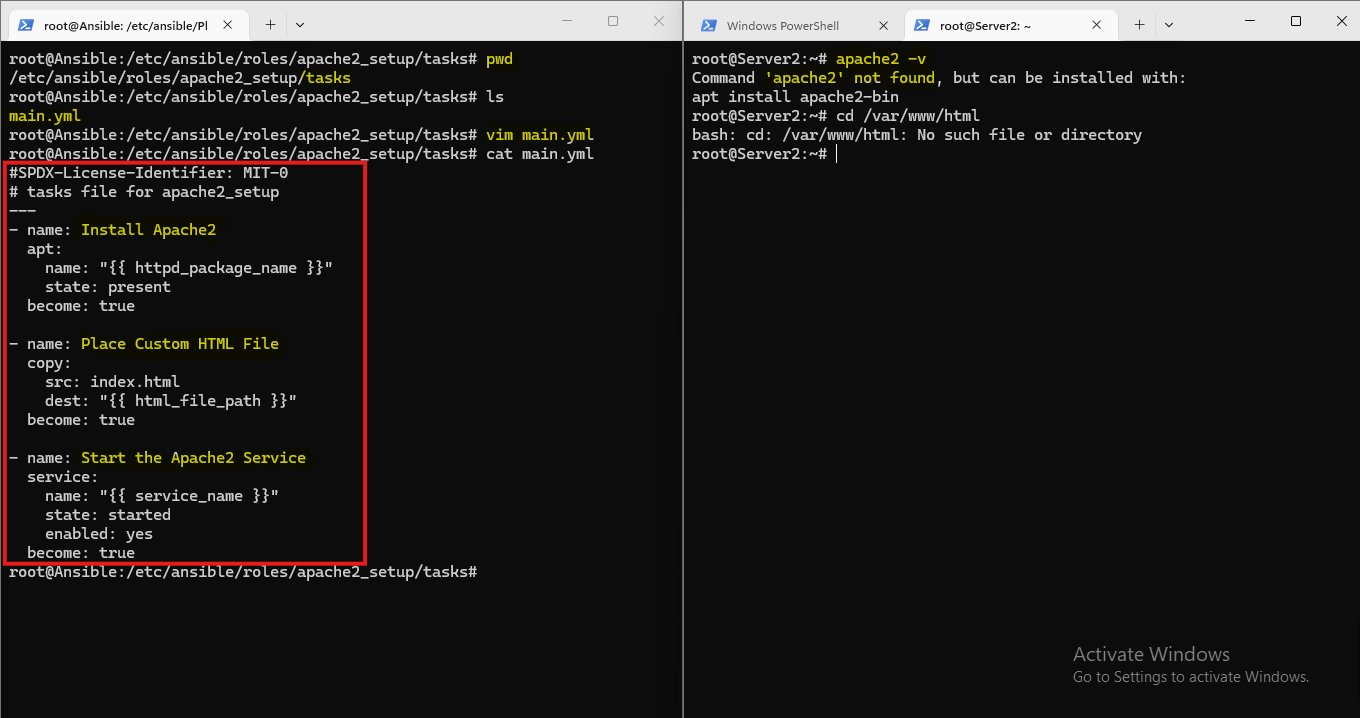 root@Ansible: /etc/ansible/Pl
root@Ansible:/etc/ansible/roles/apache2_setup/tasks# pwd
/etc/ansible/roles/apache2_setup/tasks
root@Ansible:/etc/ansible/roles/apache2_setup/tasks# ls
main.yml
root@Ansible:/etc/ansible/roles/apache2_setup/tasks# vim main.yml
root@Ansible:/etc/ansible/roles/apache2_setup/tasks# cat main.yml
#SPDX-License-Identifier: MIT-0
# tasks file for apache2_setup
---
- name: Install Apache2
  apt:
    name: "{{ httpd_package_name }}"
    state: present
  become: true

- name: Place Custom HTML File
  copy:
    src: index.html
    dest: "{{ html_file_path }}"
  become: true

- name: Start the Apache2 Service
  service:
    name: "{{ service_name }}"
    state: started
    enabled: yes
  become: true
root@Ansible:/etc/ansible/roles/apache2_setup/tasks#
Windows PowerShell
root@Server2: ~
root@Server2:~# apache2 -v
Command 'apache2' not found, but can be installed with:
apt install apache2-bin
root@Server2:~# cd /var/www/html
bash: cd: /var/www/html: No such file or directory
root@Server2:~#
Activate Windows
Go to Settings to activate Windows.